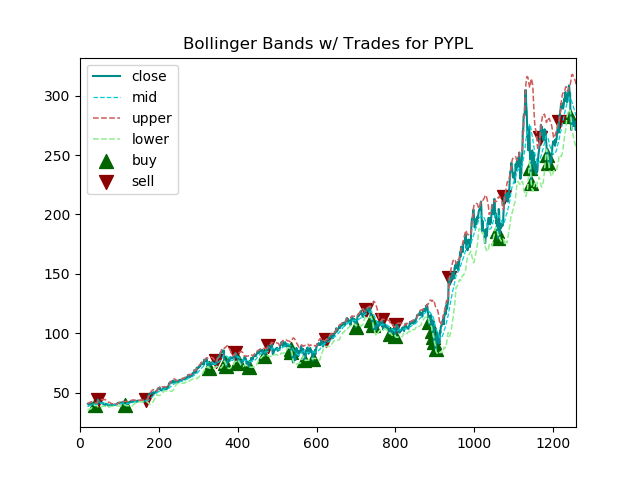 Bollinger Bands w/ Trades for PYPL
close
mid
upper
lower
buy
sell
300
250
200
150
100
50
0 200 400 600 800 1000 1200